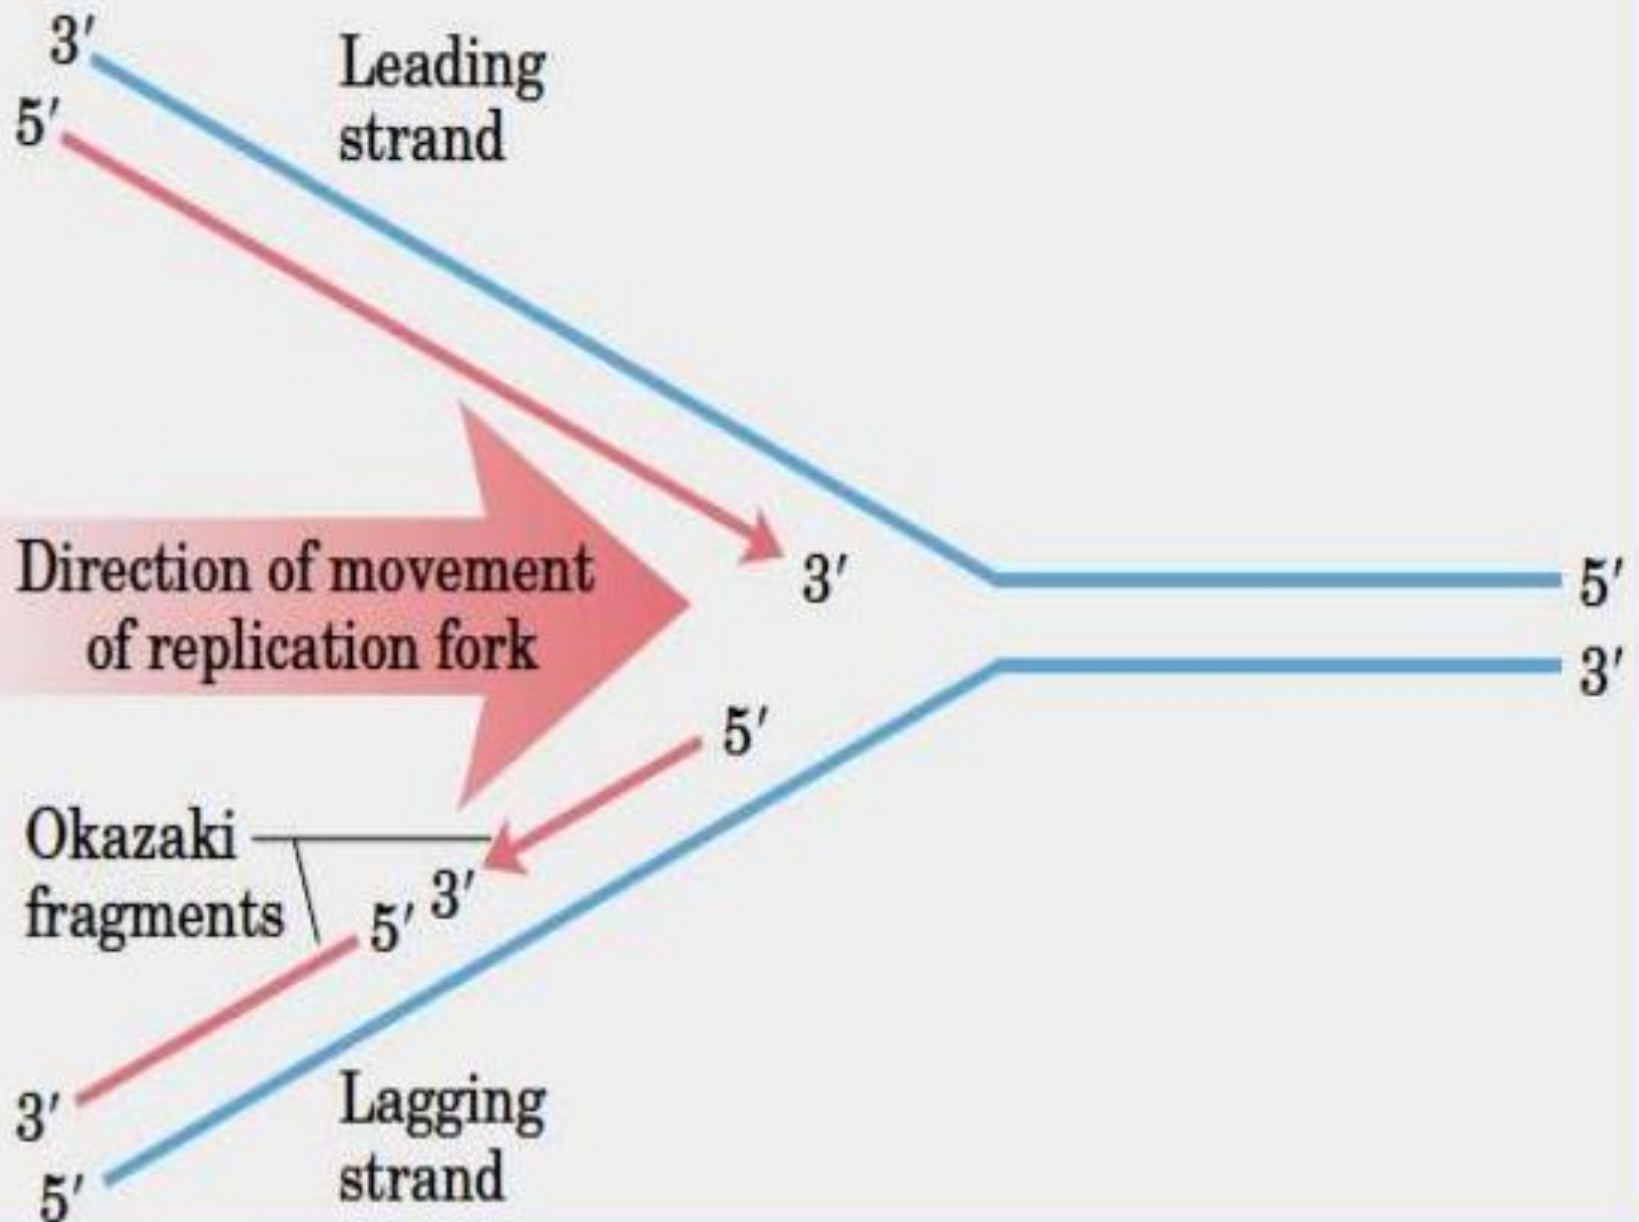 3′
Leading
strand
5′
Direction of movement
of replication fork
3′
5′
3′
5′
Okazaki
fragments
3′
5′
3′
5′
Lagging
strand